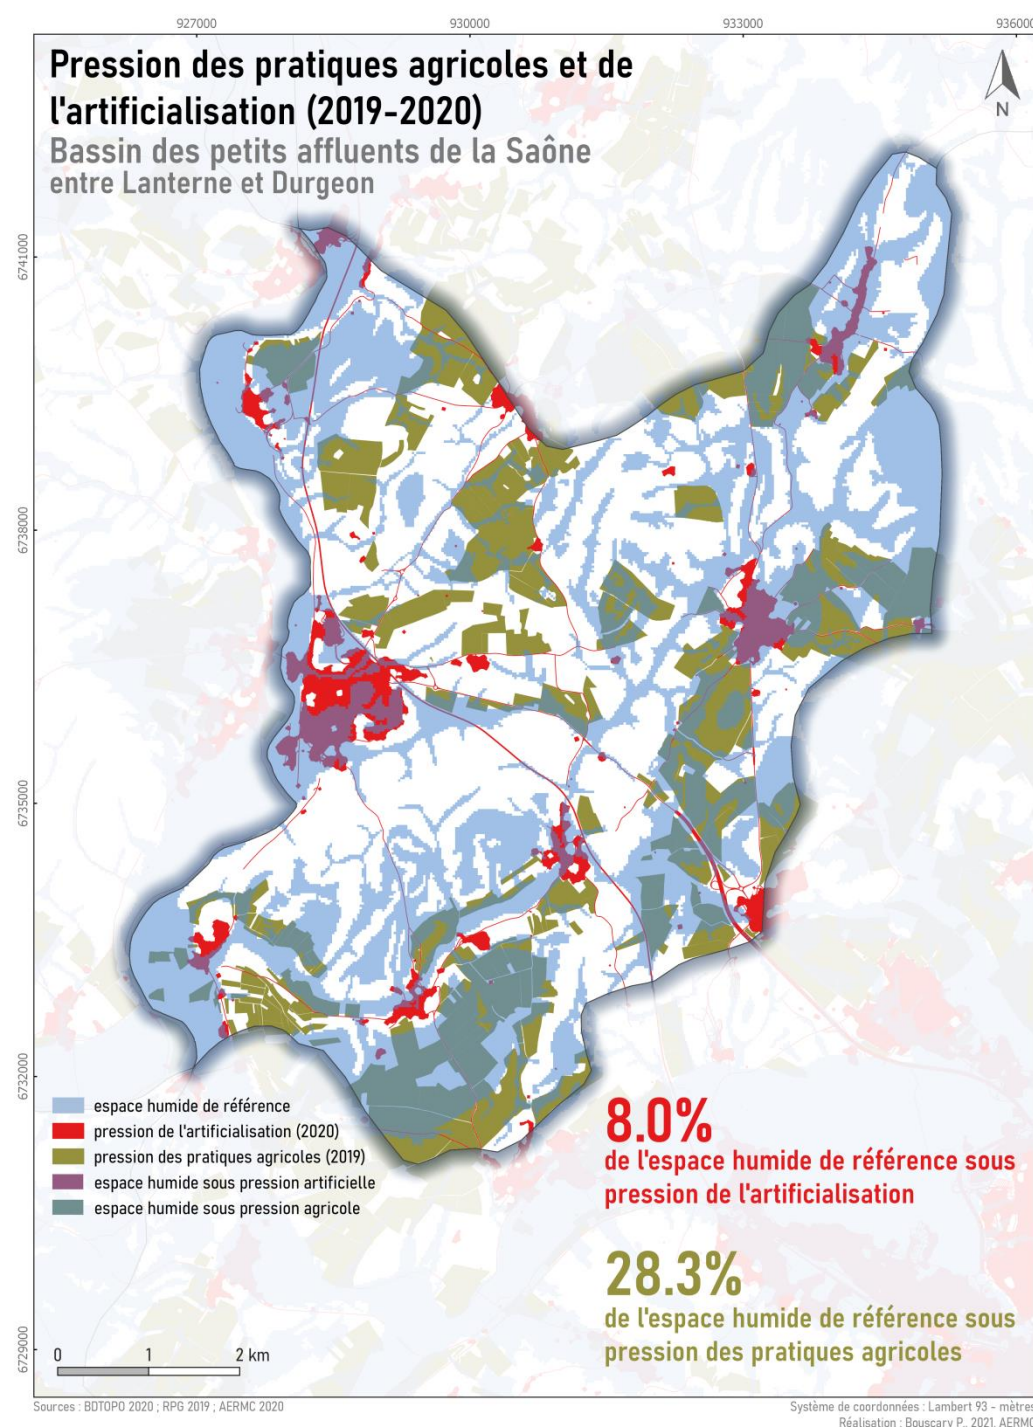 927000
930000
933000
936000
Pression des pratiques agricoles et de
l'artificialisation (2019-2020)
Bassin des petits affluents de la Saône
entre Lanterne et Durgeon
N
6741000
6738000
6735000
6732000
6729000
espace humide de référence
pression de l'artificialisation (2020)
pression des pratiques agricoles (2019)
espace humide sous pression artificielle
espace humide sous pression agricole
8.0%
de l'espace humide de référence sous
pression de l'artificialisation
28.3%
de l'espace humide de référence sous
pression des pratiques agricoles
0 1 2 km
Sources : BDTOPO 2020 ; RPG 2019 ; AERMC 2020
Système de coordonnées : Lambert 93 - mètres
Réalisation : Bouscary P., 2021, AERMC